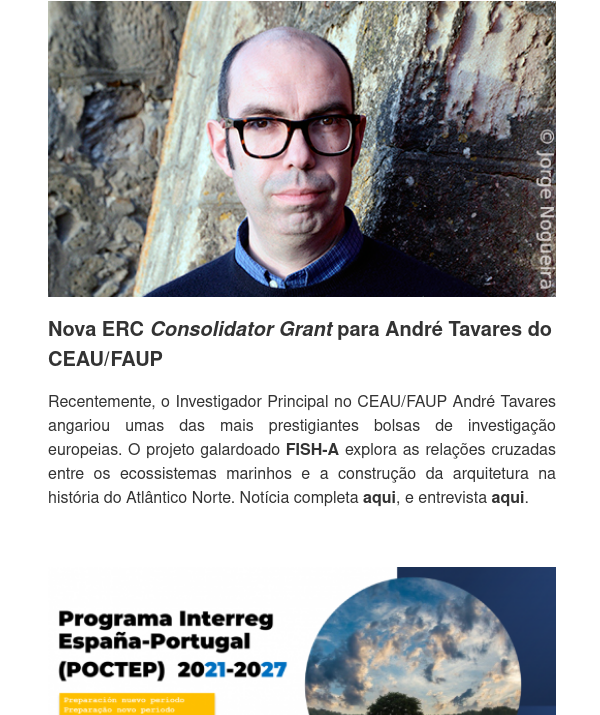 © Jorge Nogueira
Nova ERC Consolidator Grant para André Tavares do
CEAU/FAUP
Recentemente, o Investigador Principal no CEAU/FAUP André Tavares
angariou umas das mais prestigiantes bolsas de investigação
europeias. O projeto galardoado FISH-A explora as relações cruzadas
entre os ecossistemas marinhos e a construção da arquitetura na
história do Atlântico Norte. Notícia completa aqui, e entrevista aqui.
Programa Interreg
España-Portugal
(POCTEP) 2021-2027
Preparación nuevo periodo
Preparação novo período